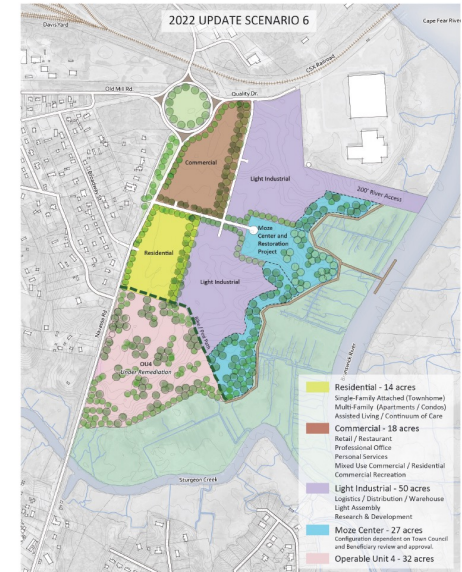 2022 UPDATE SCENARIO 6
Cape Fear River
Davis Yard
CSX Railroad
Old Mill Rd.
Quality Dr.
Commercial
Light Industrial
200' River Access
Moze
Center and
Restoration
Project
Residential
Light Industrial
Navassa Rd
OU4
Under Remediation
Sturgeon Creek
Residential - 14 acres
Single-Family Attached (Townhome)
Multi-Family (Apartments / Condos)
Assisted Living / Continuum of Care
Commercial - 18 acres
Retail / Restaurant
Professional Office
Personal Services
Mixed Use Commercial / Residential
Commercial Recreation
Light Industrial - 50 acres
Logistics / Distribution / Warehouse
Light Assembly
Research & Development
Moze Center - 27 acres
Configuration dependent on Town Council
and Beneficiary review and approval.
Operable Unit 4 - 32 acres